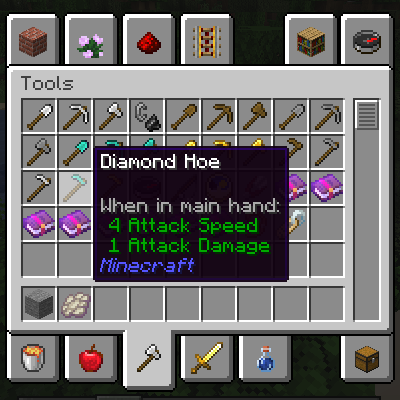 Tools
Diamond Hoe
When in main hand:
4 Attack Speed
1 Attack Damage
Minecraft